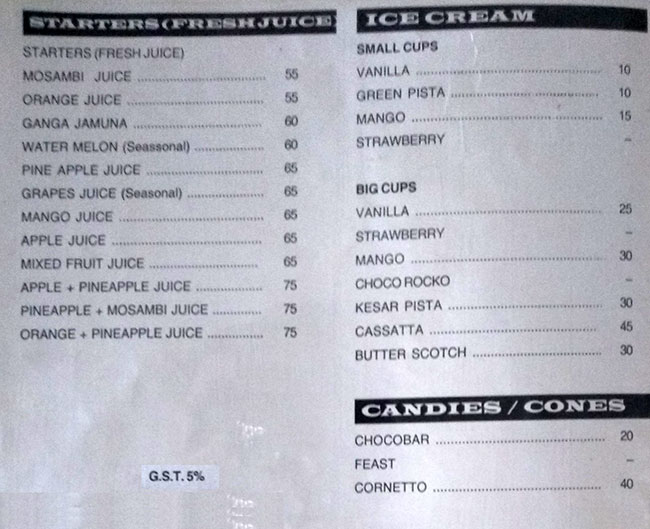 STARTERS (FRESH JUICE
STARTERS (FRESH JUICE)
MOSAMBI JUICE ........................ 55
ORANGE JUICE ........................ 55
GANGA JAMUNA ........................ 60
WATER MELON (Seassonal) ................ 60
PINE APPLE JUICE ........................ 65
GRAPES JUICE (Seasonal) ................ 65
MANGO JUICE ........................ 65
APPLE JUICE ........................ 65
MIXED FRUIT JUICE ........................ 65
APPLE + PINEAPPLE JUICE ................ 75
PINEAPPLE + MOSAMBI JUICE ............ 75
ORANGE + PINEAPPLE JUICE ............ 75
G.S.T. 5%
ICE CREAM
SMALL CUPS
VANILLA ........................ 10
GREEN PISTA ........................ 10
MANGO ........................ 15
STRAWBERRY –
BIG CUPS
VANILLA ........................ 25
STRAWBERRY –
MANGO ........................ 30
CHOCO ROCKO –
KESAR PISTA ........................ 30
CASSATTA ........................ 45
BUTTER SCOTCH ........................ 30
CANDIES / CONES
CHOCOBAR ........................ 20
FEAST –
CORNETTO ........................ 40